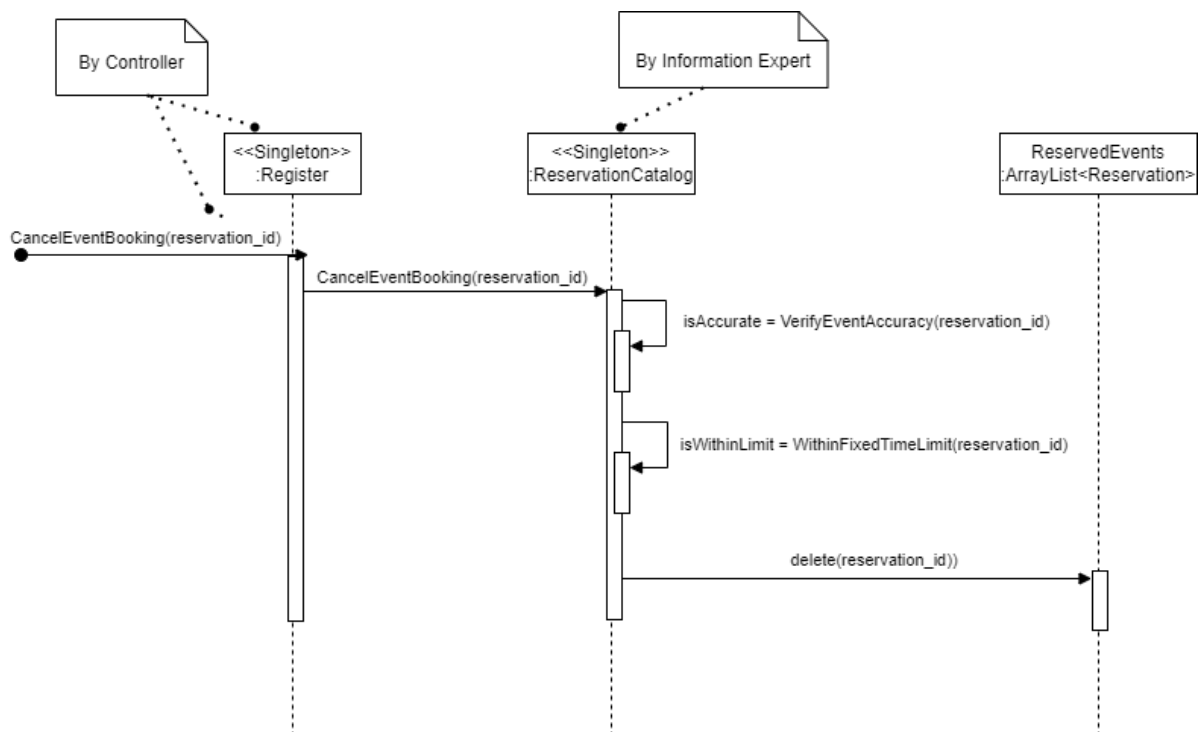 By Controller
By Information Expert
<<Singleton>>
:Register
<<Singleton>>
:ReservationCatalog
ReservedEvents
:ArrayList<Reservation>
CancelEventBooking(reservation_id)
CancelEventBooking(reservation_id)
isAccurate = VerifyEventAccuracy(reservation_id)
isWithinLimit = WithinFixedTimeLimit(reservation_id)
delete(reservation_id))